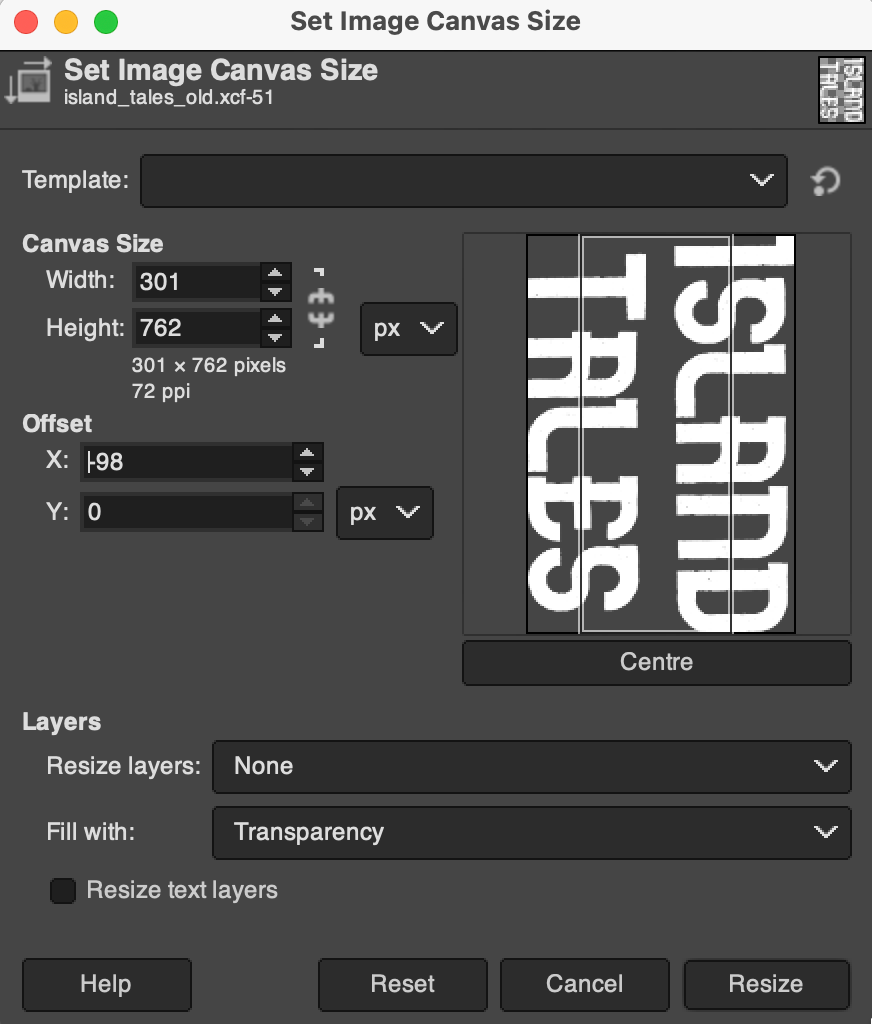 Set Image Canvas Size
Set Image Canvas Size
island_tales_old.xcf-51
ISLAND
TALES
Template:
Canvas Size
Width: 301
Height: 762 px
301 × 762 pixels
72 ppi
Offset
X: -98
Y: 0 px
ISLAND
TALES
Centre
Layers
Resize layers: None
Fill with: Transparency
Resize text layers
Help Reset Cancel Resize